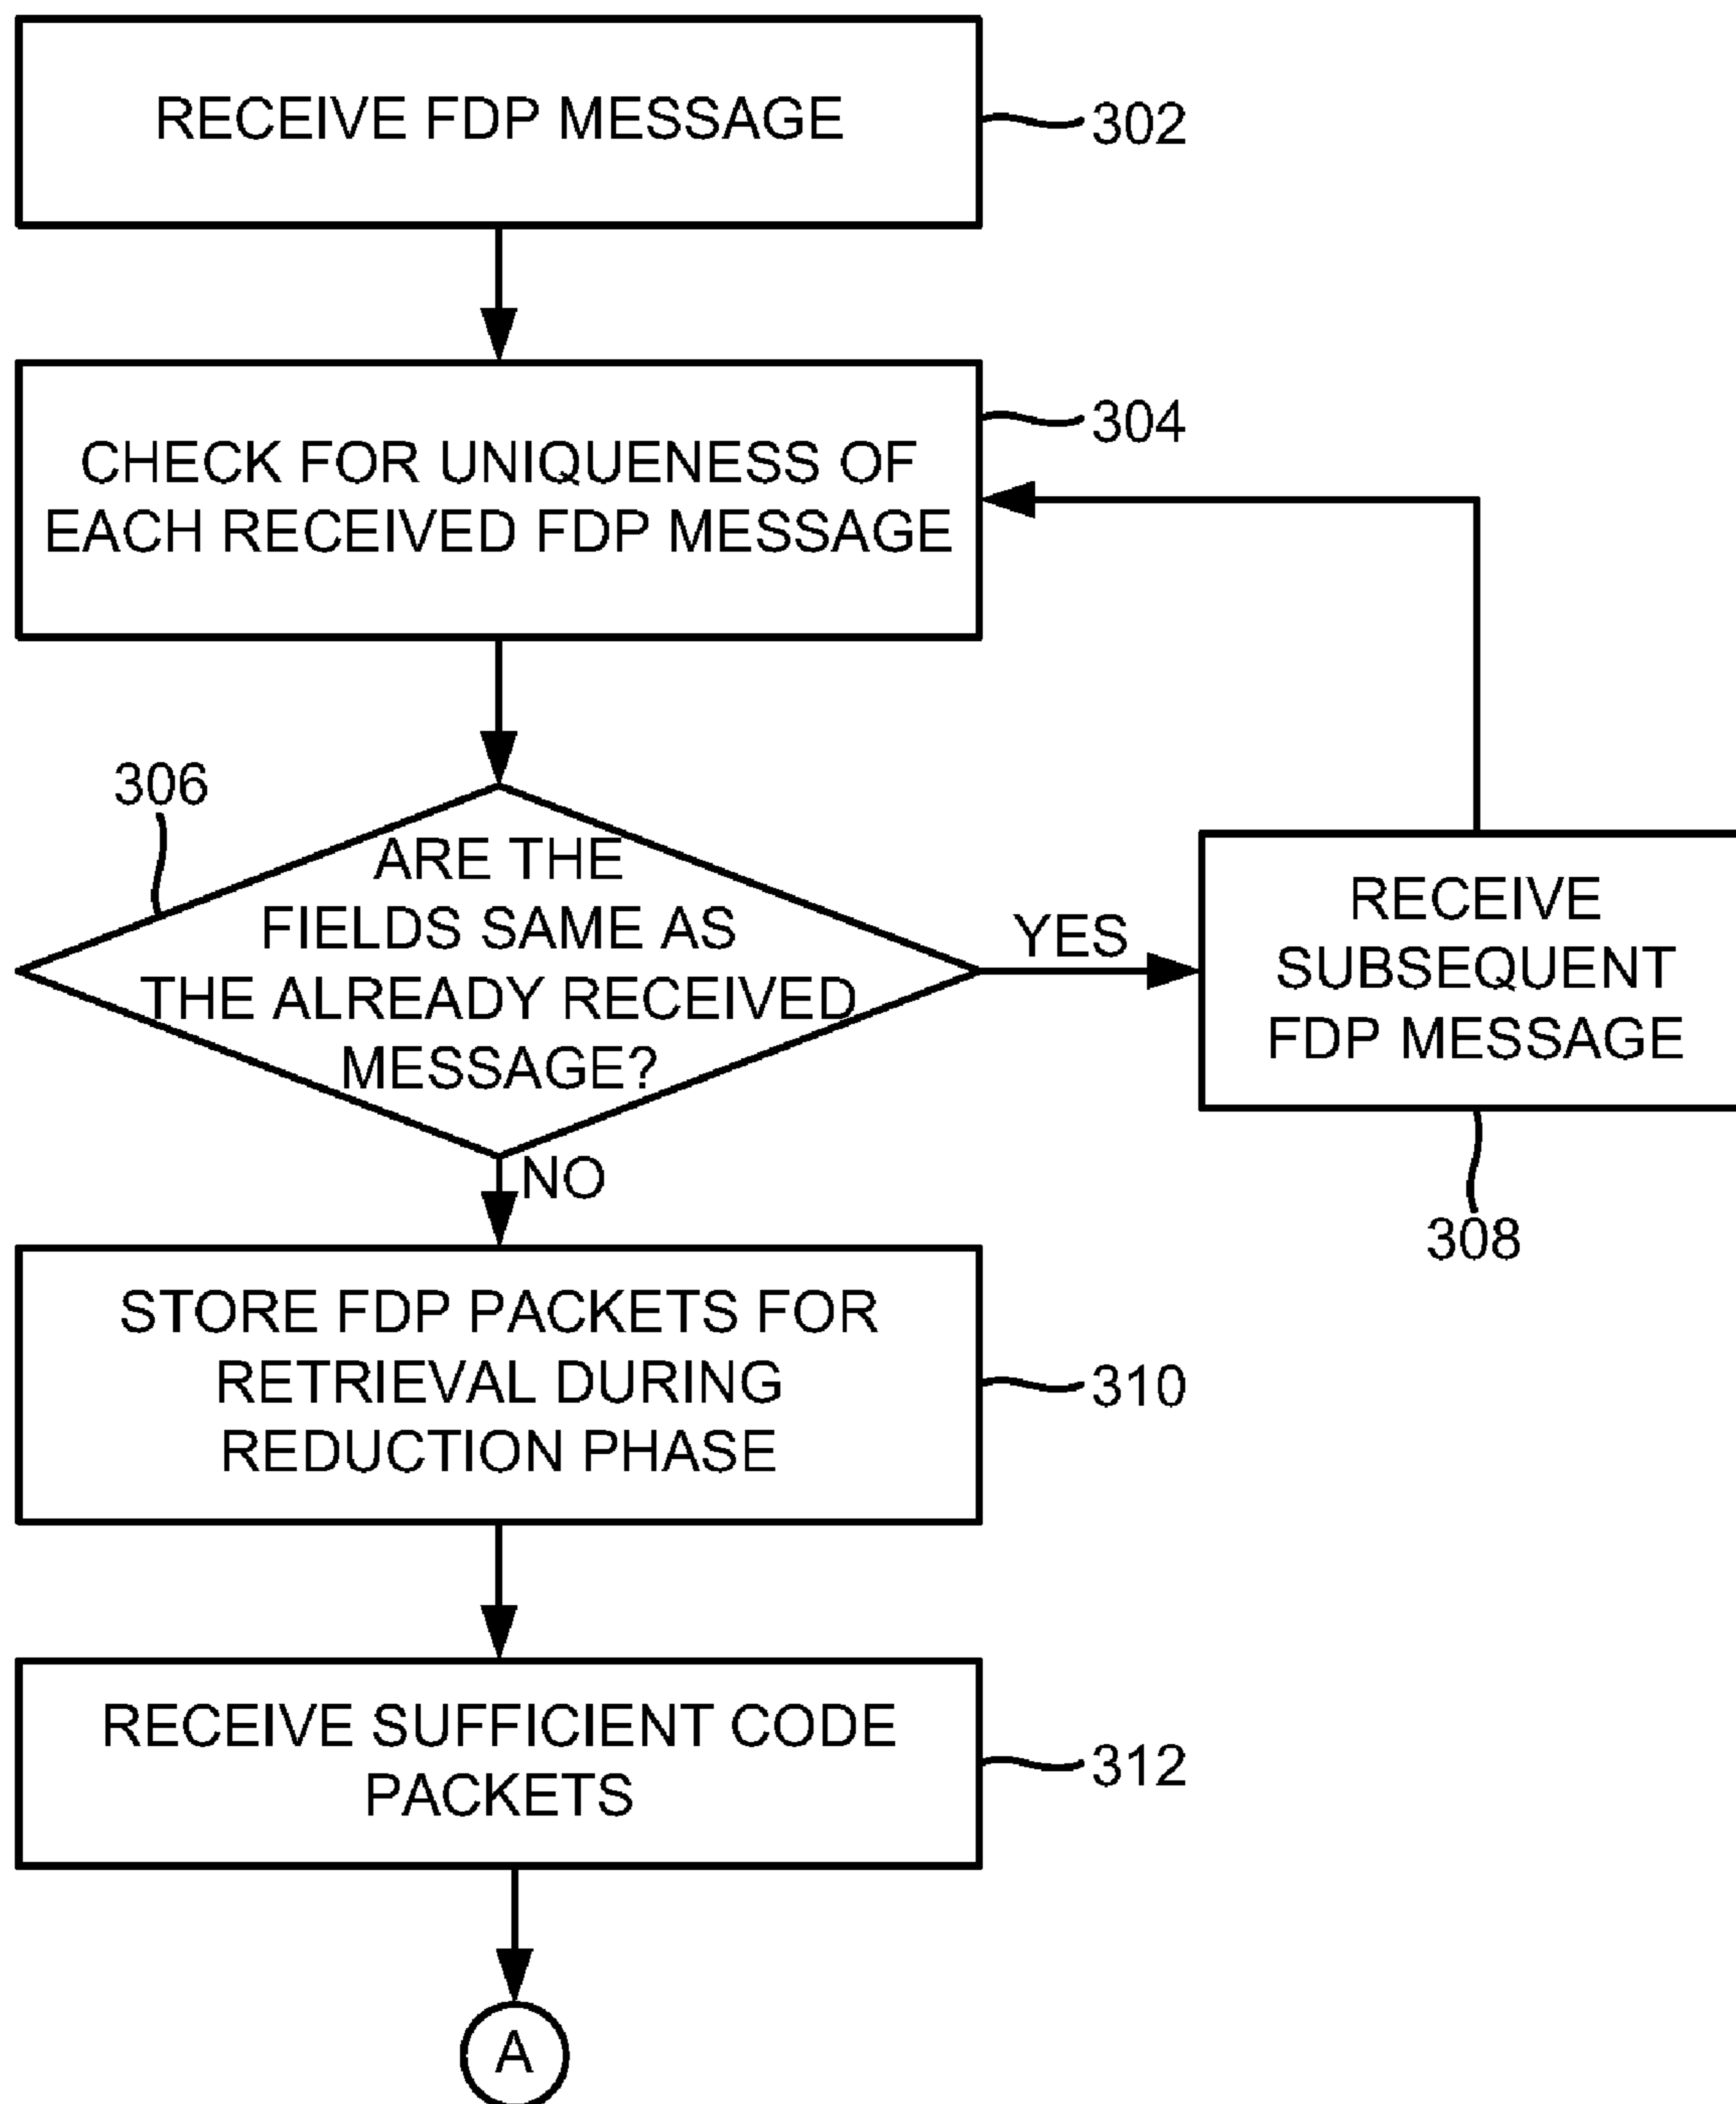 RECEIVE FDP MESSAGE
302
CHECK FOR UNIQUENESS OF
EACH RECEIVED FDP MESSAGE
304
306
ARE THE
FIELDS SAME AS
THE ALREADY RECEIVED
MESSAGE?
YES
RECEIVE
SUBSEQUENT
FDP MESSAGE
308
NO
STORE FDP PACKETS FOR
RETRIEVAL DURING
REDUCTION PHASE
310
RECEIVE SUFFICIENT CODE
PACKETS
312
A